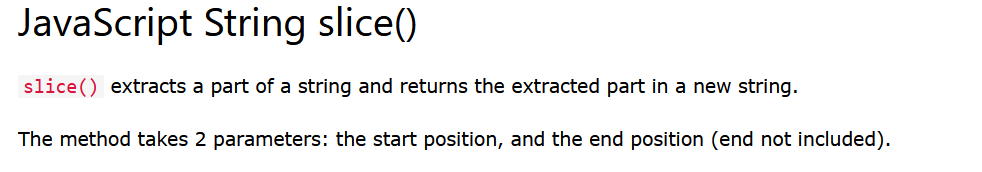 JavaScript String slice()
slice() extracts a part of a string and returns the extracted part in a new string.
The method takes 2 parameters: the start position, and the end position (end not included).